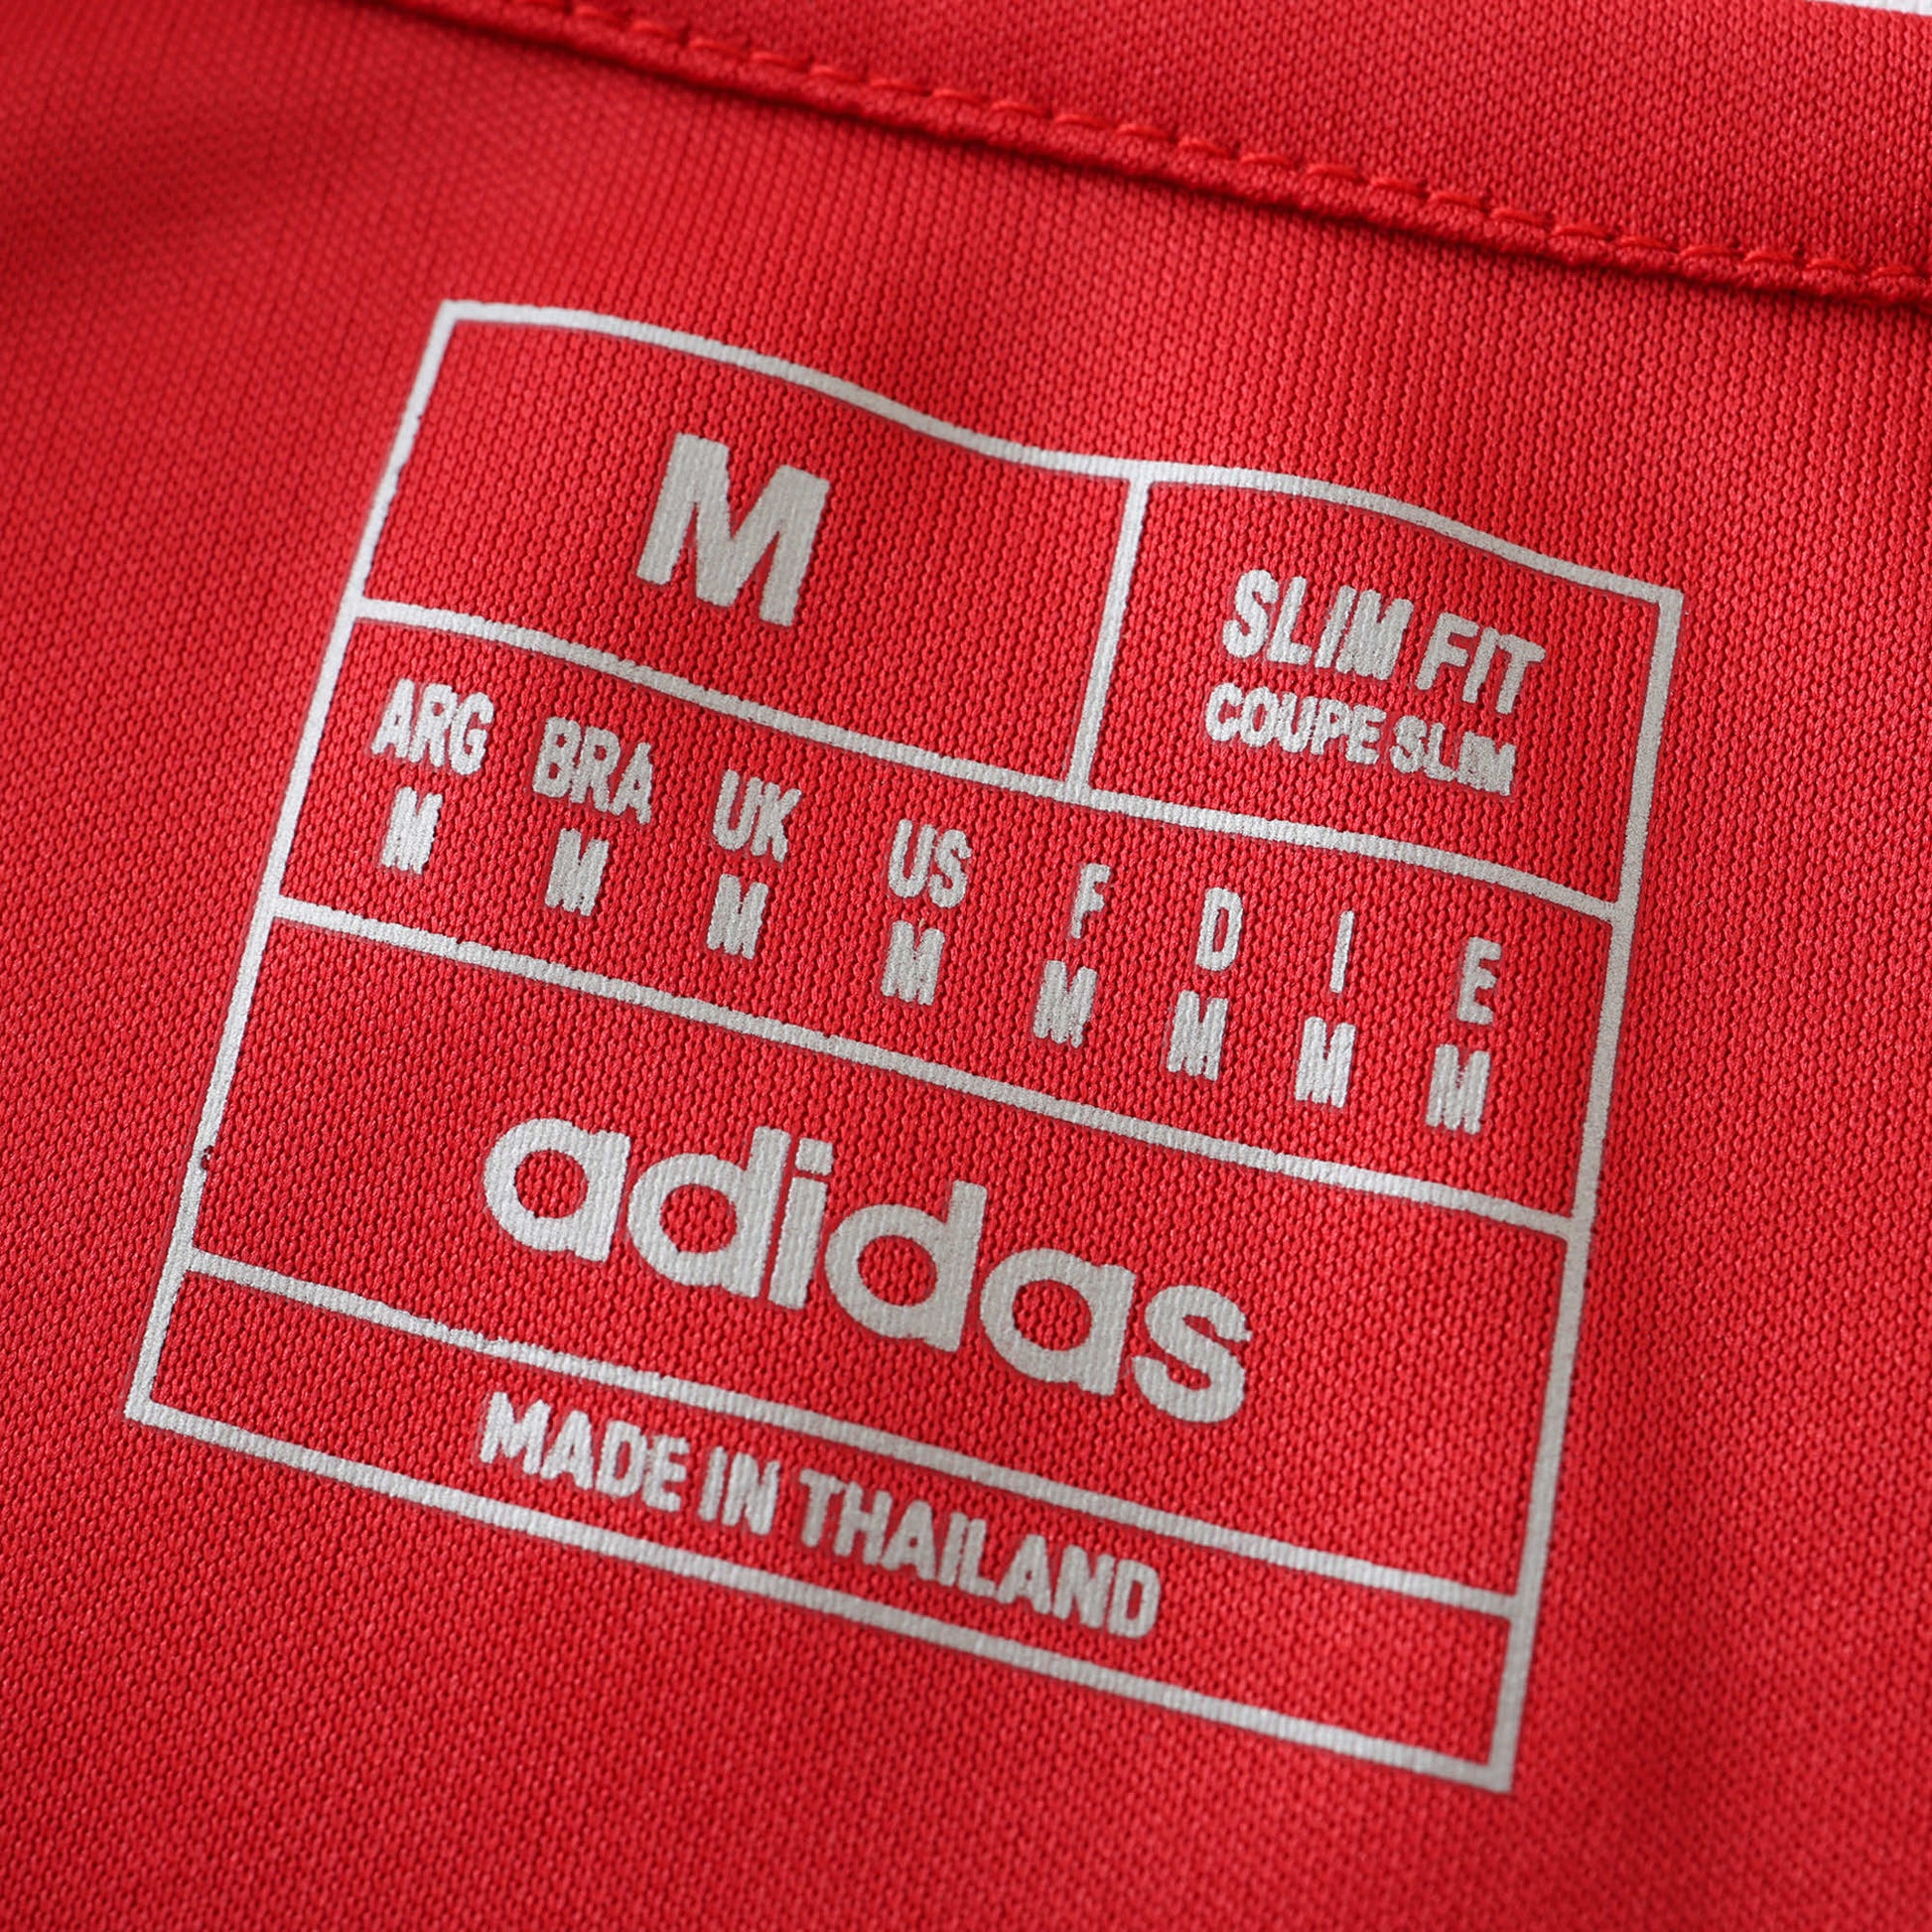 M
SLIM FIT
COUPE SLIM
ARG BRA UK US F D I E
M M M M M M M M
adidas
MADE IN THAILAND